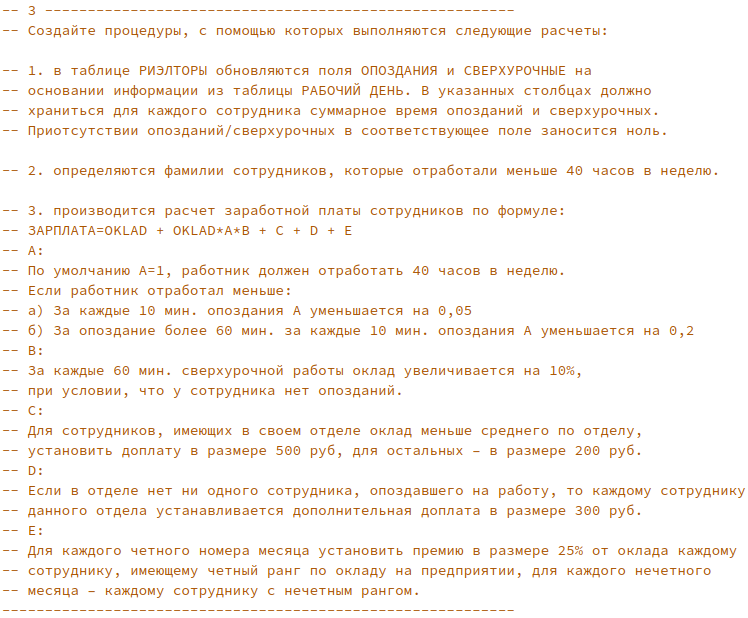 -- 3 -------------------------------------------------------
-- Создайте процедуры, с помощью которых выполняются следующие расчеты:
-- 1. в таблице РИЭЛТОРЫ обновляются поля ОПОЗДАНИЯ и СВЕРХУРОЧНЫЕ на
-- основании информации из таблицы РАБОЧИЙ ДЕНЬ. В указанных столбцах должно
-- храниться для каждого сотрудника суммарное время опозданий и сверхурочных.
-- Приотсутствии опозданий/сверхурочных в соответствующее поле заносится ноль.
-- 2. определяются фамилии сотрудников, которые отработали меньше 40 часов в неделю.
-- 3. производится расчет заработной платы сотрудников по формуле:
-- ЗАРПЛАТА=OKLAD + OKLAD*A*B + C + D + E
-- A:
-- По умолчанию A=1, работник должен отработать 40 часов в неделю.
-- Если работник отработал меньше:
-- а) За каждые 10 мин. опоздания А уменьшается на 0,05
-- б) За опоздание более 60 мин. за каждые 10 мин. опоздания А уменьшается на 0,2
-- B:
-- За каждые 60 мин. сверхурочной работы оклад увеличивается на 10%,
-- при условии, что у сотрудника нет опозданий.
-- C:
-- Для сотрудников, имеющих в своем отделе оклад меньше среднего по отделу,
-- установить доплату в размере 500 руб, для остальных – в размере 200 руб.
-- D:
-- Если в отделе нет ни одного сотрудника, опоздавшего на работу, то каждому сотруднику
-- данного отдела устанавливается дополнительная доплата в размере 300 руб.
-- E:
-- Для каждого четного номера месяца установить премию в размере 25% от оклада каждому
-- сотруднику, имеющему четный ранг по окладу на предприятии, для каждого нечетного
-- месяца – каждому сотруднику с нечетным рангом.
------------------------------------------------------------